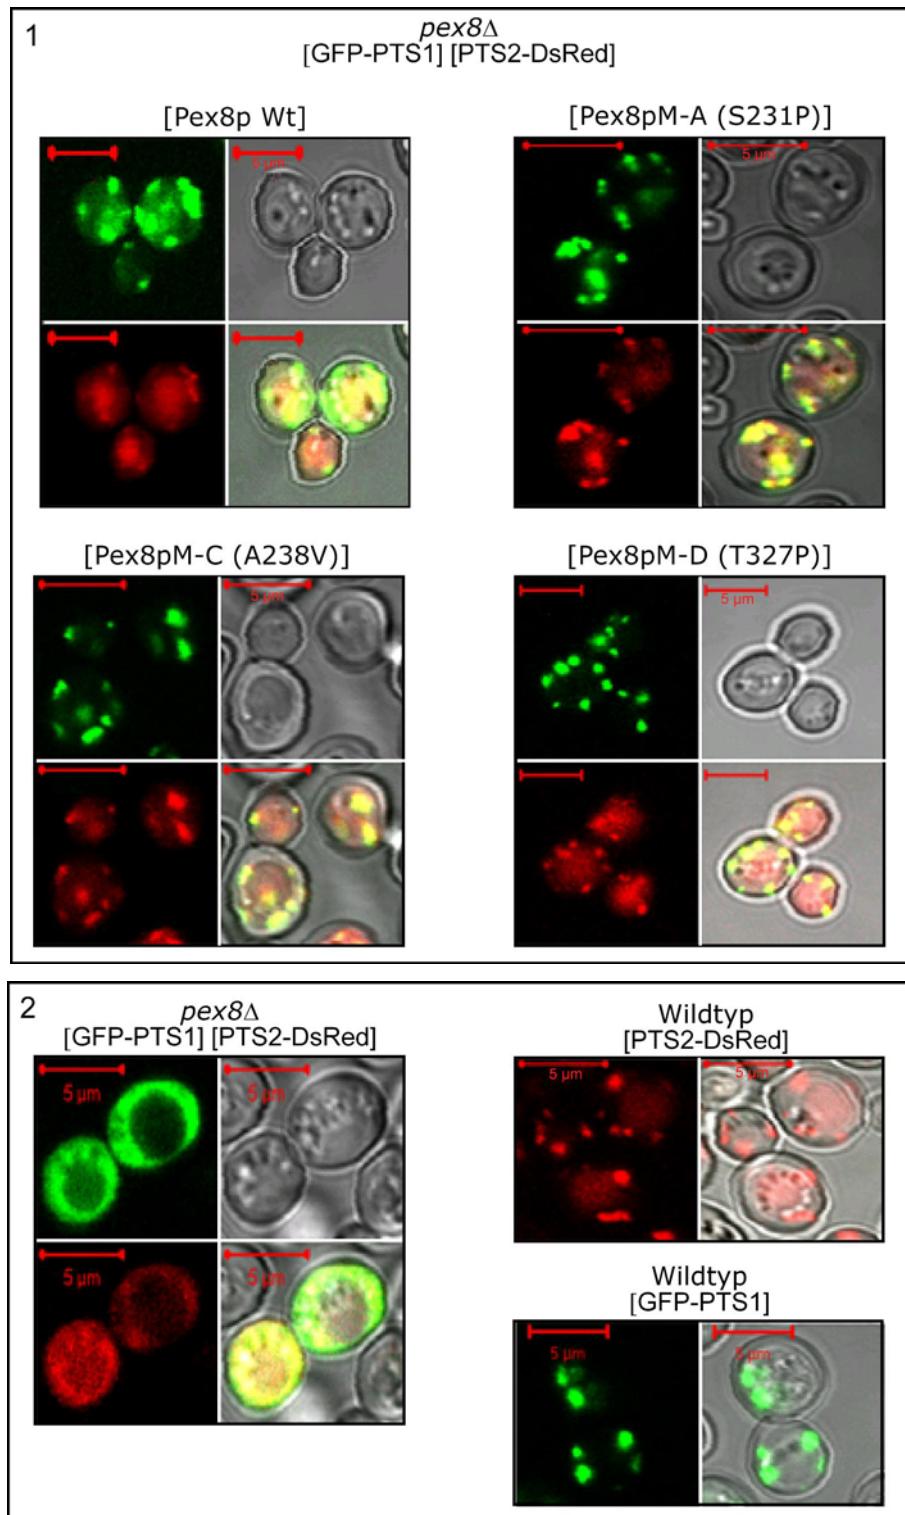 1
pex8Δ
[GFP-PTS1] [PTS2-DsRed]
[Pex8p Wt]
5 μm
[Pex8pM-A (S231P)]
5 μm
[Pex8pM-C (A238V)]
5 μm
[Pex8pM-D (T327P)]
5 μm
2
pex8Δ
[GFP-PTS1] [PTS2-DsRed]
5 μm
5 μm
5 μm
5 μm
Wildtyp
[PTS2-DsRed]
5 μm
5 μm
Wildtyp
[GFP-PTS1]
5 μm
5 μm